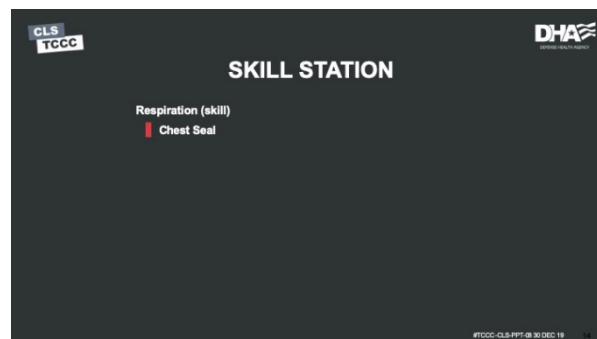 CLS
TCCC
DHA
DEFENSE HEALTH AGENCY
SKILL STATION
Respiration (skill)
Chest Seal
#TCCC-CLS-PPT-08 30 DEC 19
14